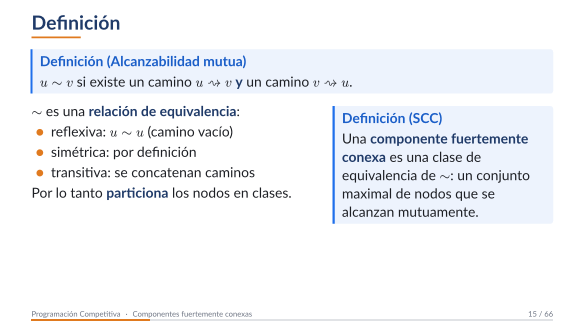 Definición
Definición (Alcanzabilidad mutua)
u ∼ v si existe un camino u ⇝ v y un camino v ⇝ u.
∼ es una relación de equivalencia:
• reflexiva: u ∼ u (camino vacío)
• simétrica: por definición
• transitiva: se concatenan caminos
Por lo tanto particiona los nodos en clases.
Definición (SCC)
Una componente fuertemente
conexa es una clase de
equivalencia de ∼: un conjunto
maximal de nodos que se
alcanzan mutuamente.
Programación Competitiva · Componentes fuertemente conexas
15 / 66